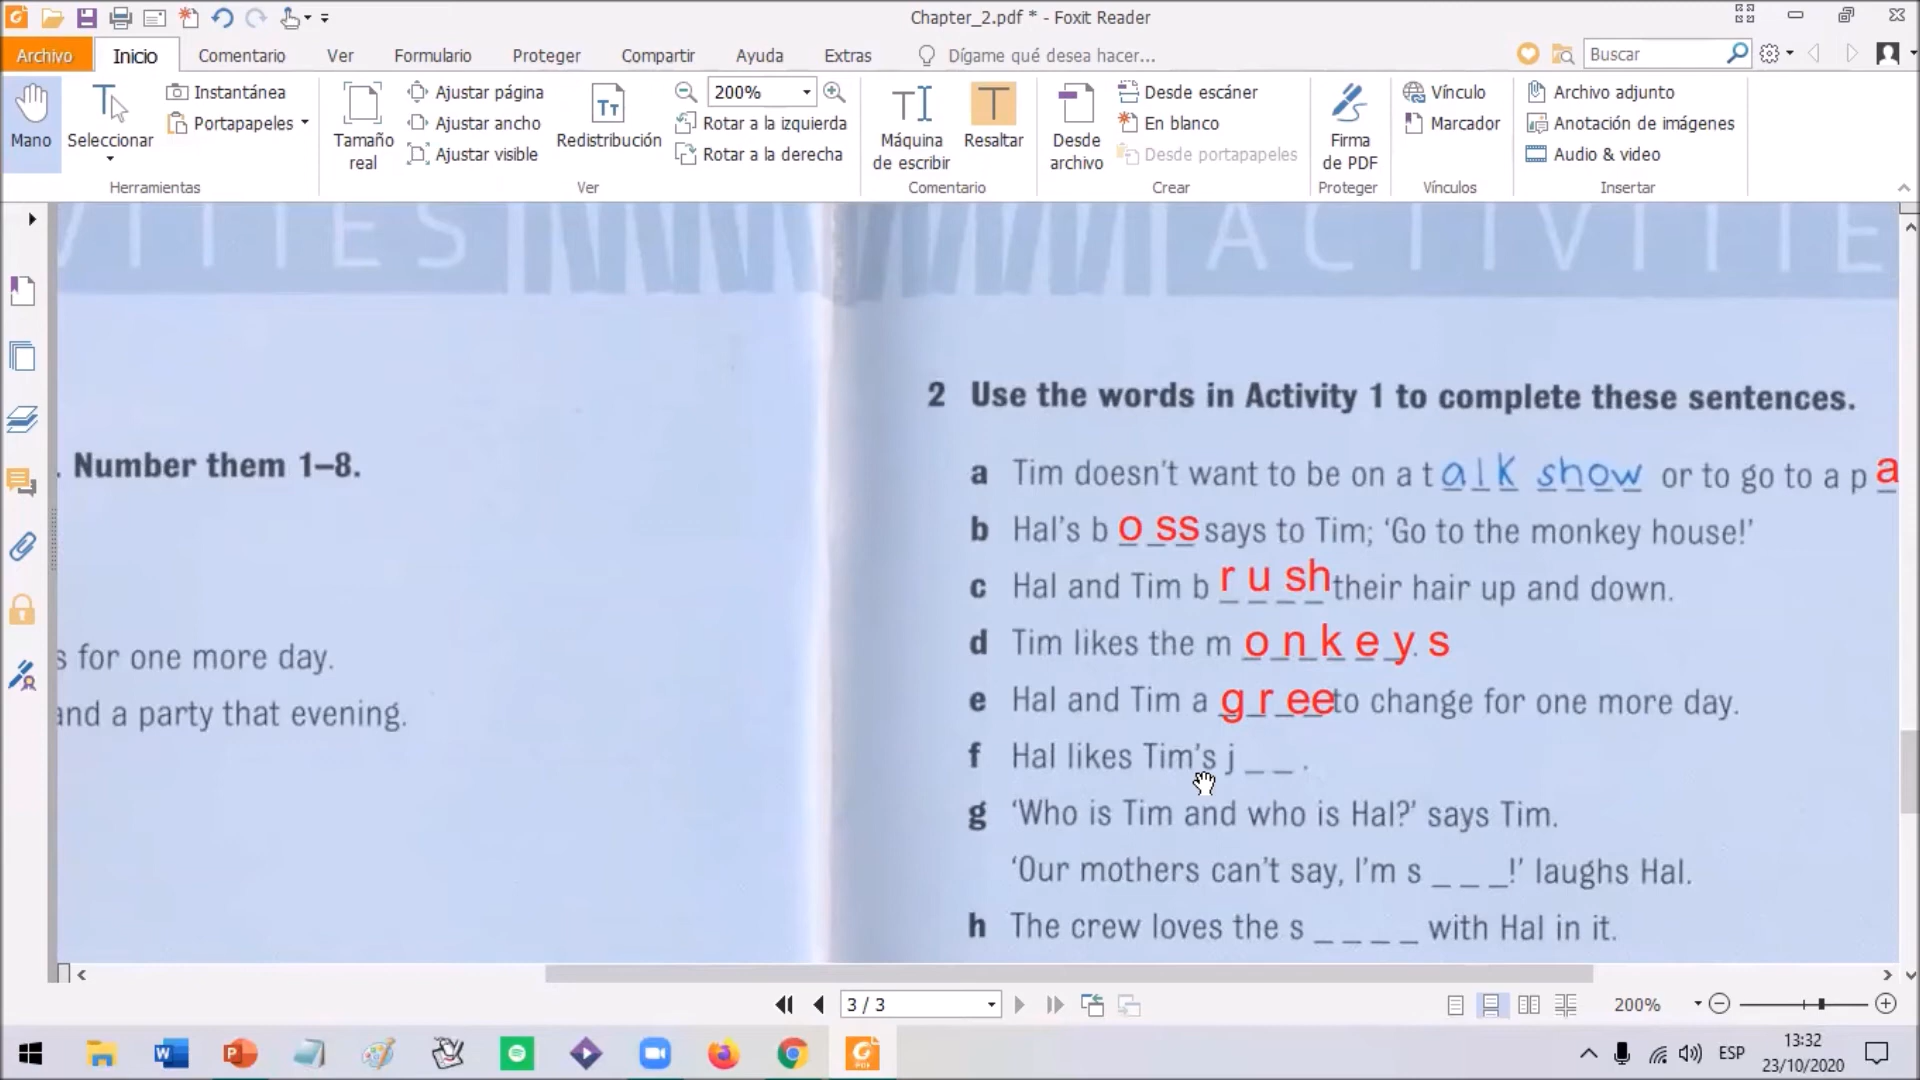 Chapter_2.pdf * - Foxit Reader
Archivo Inicio Comentario Ver Formulario Proteger Compartir Ayuda Extras Dígame qué desea hacer... Buscar
Mano
Seleccionar
Instantánea
Portapapeles
Herramientas
Tamaño real
Ajustar página
Ajustar ancho
Ajustar visible
Redistribución
200%
Rotar a la izquierda
Rotar a la derecha
Ver
Máquina de escribir
Resaltar
Comentario
Desde archivo
Desde escáner
En blanco
Desde portapapeles
Crear
Firma de PDF
Proteger
Vínculo
Marcador
Vínculos
Archivo adjunto
Anotación de imágenes
Audio & video
Insertar
VITIES
ACTIVITIE
. Number them 1–8.
s for one more day.
and a party that evening.
2 Use the words in Activity 1 to complete these sentences.
a Tim doesn't want to be on a t alk show or to go to a p a
b Hal's b o ss says to Tim; 'Go to the monkey house!'
c Hal and Tim b r u sh their hair up and down.
d Tim likes the m o n k e y s.
e Hal and Tim a g r ee to change for one more day.
f Hal likes Tim's j _ _ .
g 'Who is Tim and who is Hal?' says Tim.
'Our mothers can't say, I'm s _ _ _!' laughs Hal.
h The crew loves the s _ _ _ _ with Hal in it.
3 / 3
200%
ESP
13:32
23/10/2020